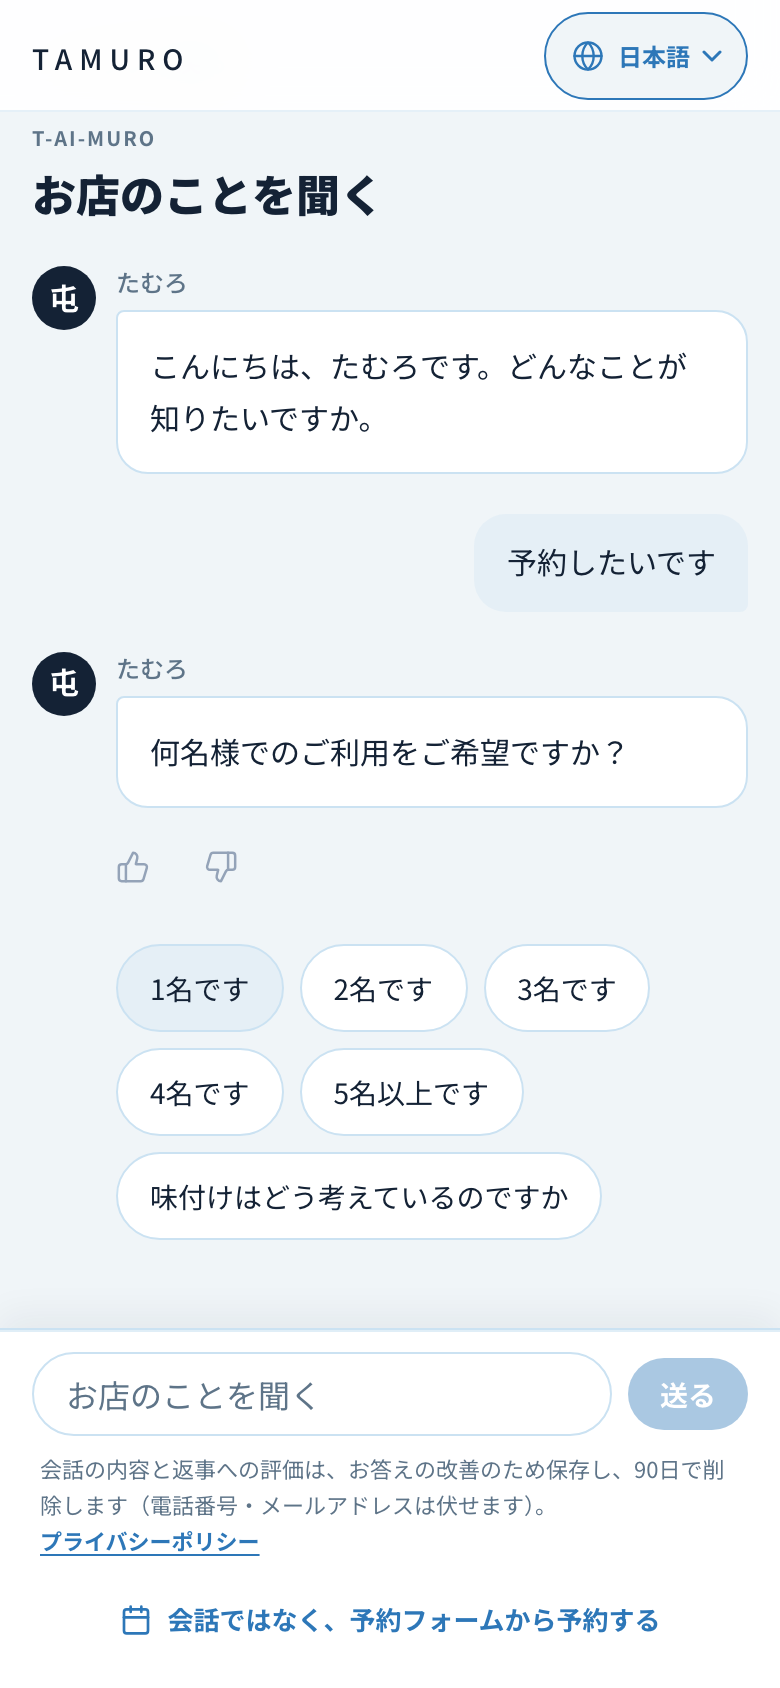 TAMURO
日本語
T-AI-MURO
お店のことを聞く
屯
たむろ
こんにちは、たむろです。どんなことが
知りたいですか。
予約したいです
屯
たむろ
何名様でのご利用をご希望ですか？
1名です
2名です
3名です
4名です
5名以上です
味付けはどう考えているのですか
お店のことを聞く
送る
会話の内容と返事への評価は、お答えの改善のため保存し、90日で削
除します（電話番号・メールアドレスは伏せます）。
プライバシーポリシー
会話ではなく、予約フォームから予約する